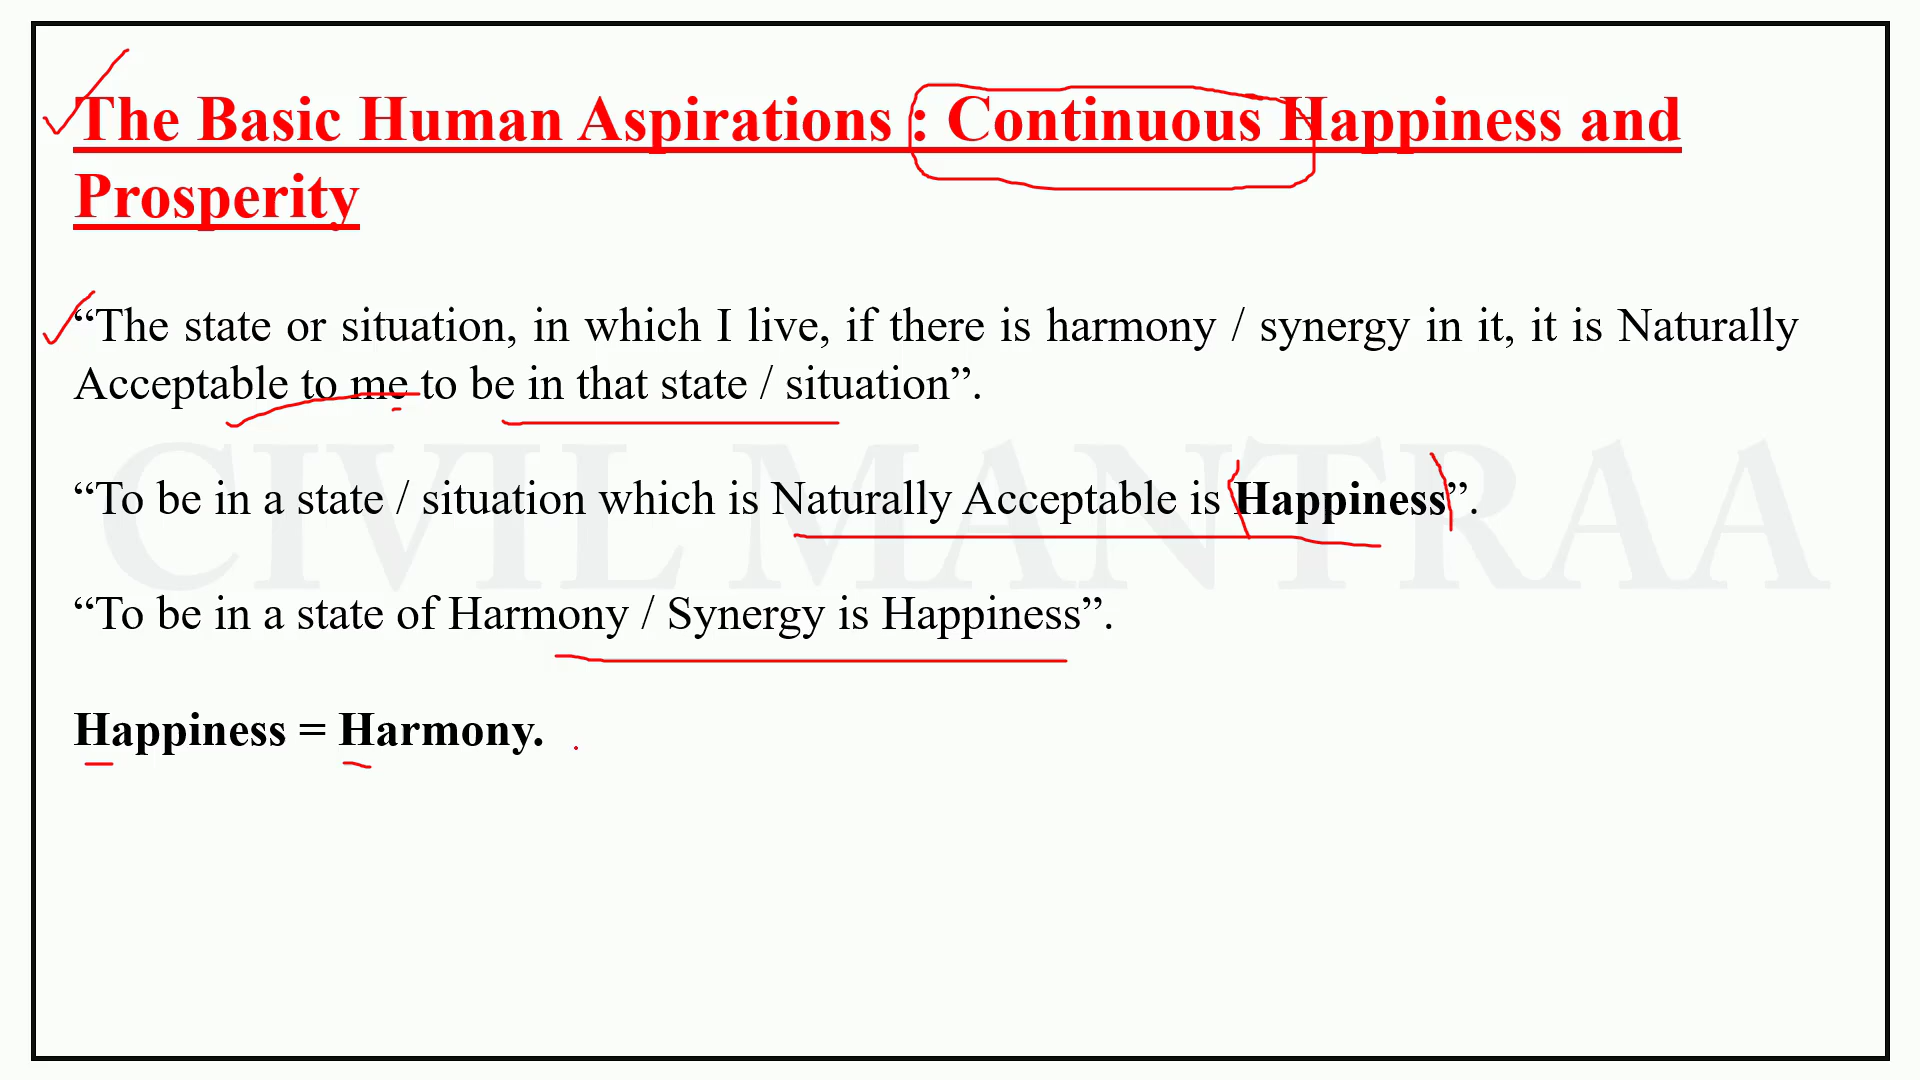 The Basic Human Aspirations : Continuous Happiness and
Prosperity
“The state or situation, in which I live, if there is harmony / synergy in it, it is Naturally
Acceptable to me to be in that state / situation”.
CIVIL MANTRAA
“To be in a state / situation which is Naturally Acceptable is Happiness”.
“To be in a state of Harmony / Synergy is Happiness”.
Happiness = Harmony.